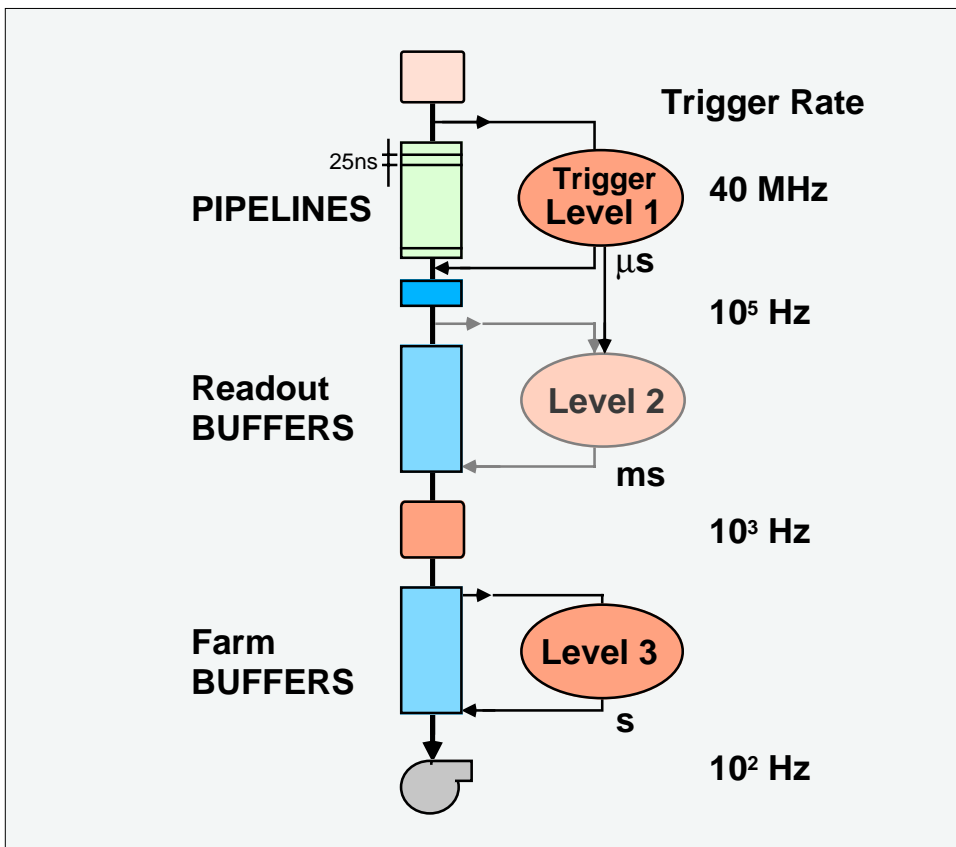 Trigger Rate
25ns
PIPELINES
Trigger
Level 1
40 MHz
μs
10⁵ Hz
Readout
BUFFERS
Level 2
ms
10³ Hz
Farm
BUFFERS
Level 3
s
10² Hz